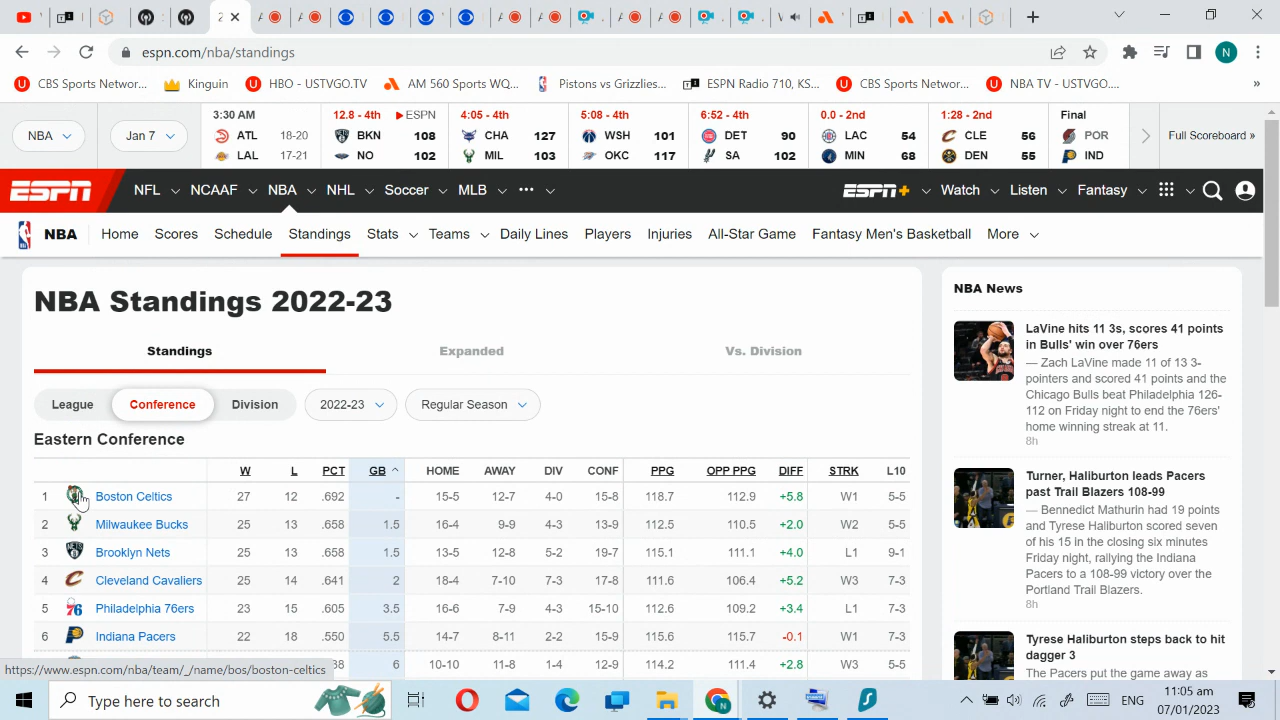 espn.com/nba/standings
N
CBS Sports Networ...
Kinguin
HBO - USTVGO.TV
AM 560 Sports WQ...
Pistons vs Grizzlies...
ESPN Radio 710, KS...
CBS Sports Networ...
NBA TV - USTVGO....
»
NBA
Jan 7
3:30 AM
ATL 18-20
LAL 17-21
12.8 - 4th ESPN
BKN 108
NO 102
4:05 - 4th
CHA 127
MIL 103
5:08 - 4th
WSH 101
OKC 117
6:52 - 4th
DET 90
SA 102
0.0 - 2nd
LAC 54
MIN 68
1:28 - 2nd
CLE 56
DEN 55
Final
POR
IND
Full Scoreboard »
ESPN NFL NCAAF NBA NHL Soccer MLB ••• ESPN+ Watch Listen Fantasy
NBA Home Scores Schedule Standings Stats Teams Daily Lines Players Injuries All-Star Game Fantasy Men's Basketball More
NBA Standings 2022-23
Standings Expanded Vs. Division
League Conference Division 2022-23 Regular Season
Eastern Conference
W L PCT GB HOME AWAY DIV CONF PPG OPP PPG DIFF STRK L10
1 Boston Celtics 27 12 .692 - 15-5 12-7 4-0 15-8 118.7 112.9 +5.8 W1 5-5
2 Milwaukee Bucks 25 13 .658 1.5 16-4 9-9 4-3 13-9 112.5 110.5 +2.0 W2 5-5
3 Brooklyn Nets 25 13 .658 1.5 13-5 12-8 5-2 19-7 115.1 111.1 +4.0 L1 9-1
4 Cleveland Cavaliers 25 14 .641 2 18-4 7-10 7-3 17-8 111.6 106.4 +5.2 W3 7-3
5 Philadelphia 76ers 23 15 .605 3.5 16-6 7-9 4-3 15-10 112.6 109.2 +3.4 L1 7-3
6 Indiana Pacers 22 18 .550 5.5 14-7 8-11 2-2 15-9 115.6 115.7 -0.1 W1 7-3
6 10-10 11-8 1-4 12-9 114.2 111.4 +2.8 W3 5-5
NBA News
LaVine hits 11 3s, scores 41 points
in Bulls' win over 76ers
— Zach LaVine made 11 of 13 3-
pointers and scored 41 points and the
Chicago Bulls beat Philadelphia 126-
112 on Friday night to end the 76ers'
home winning streak at 11.
8h
Turner, Haliburton leads Pacers
past Trail Blazers 108-99
— Bennedict Mathurin had 19 points
and Tyrese Haliburton scored seven
of his 15 in the closing six minutes
Friday night, rallying the Indiana
Pacers to a 108-99 victory over the
Portland Trail Blazers.
8h
Tyrese Haliburton steps back to hit
dagger 3
— The Pacers put the game away as
https://www.espn.com/nba/team/_/name/bos/boston-celtics
Type here to search
ENG
11:05 am
07/01/2023